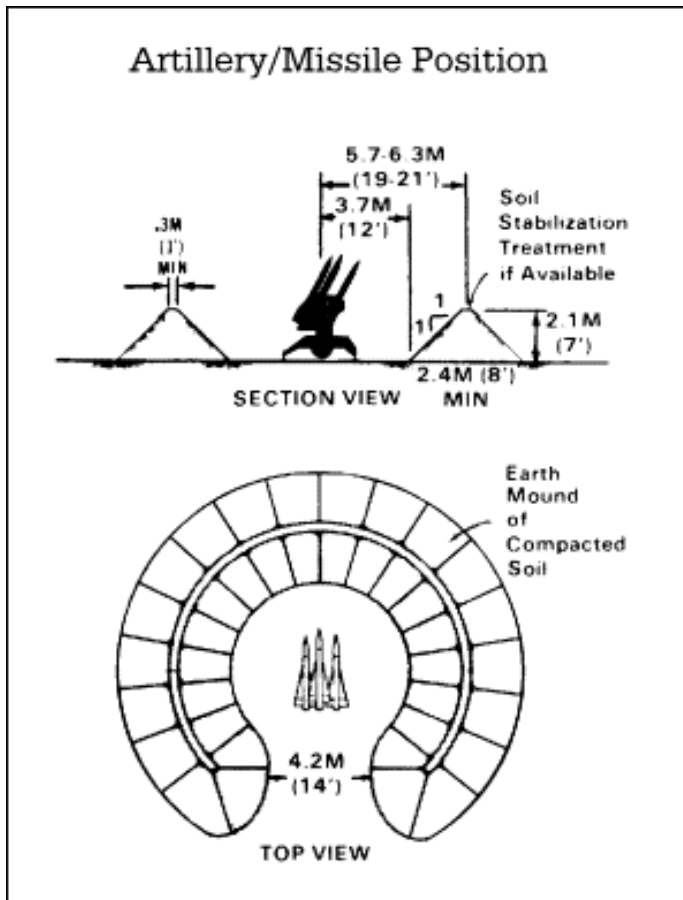 Artillery/Missile Position
5.7-6.3M
(19-21')
3.7M
(12')
.3M
(1')
MIN
Soil
Stabilization
Treatment
if Available
1
1
2.1M
(7')
2.4M (8')
MIN
SECTION VIEW
Earth
Mound
of
Compacted
Soil
4.2M
(14')
TOP VIEW